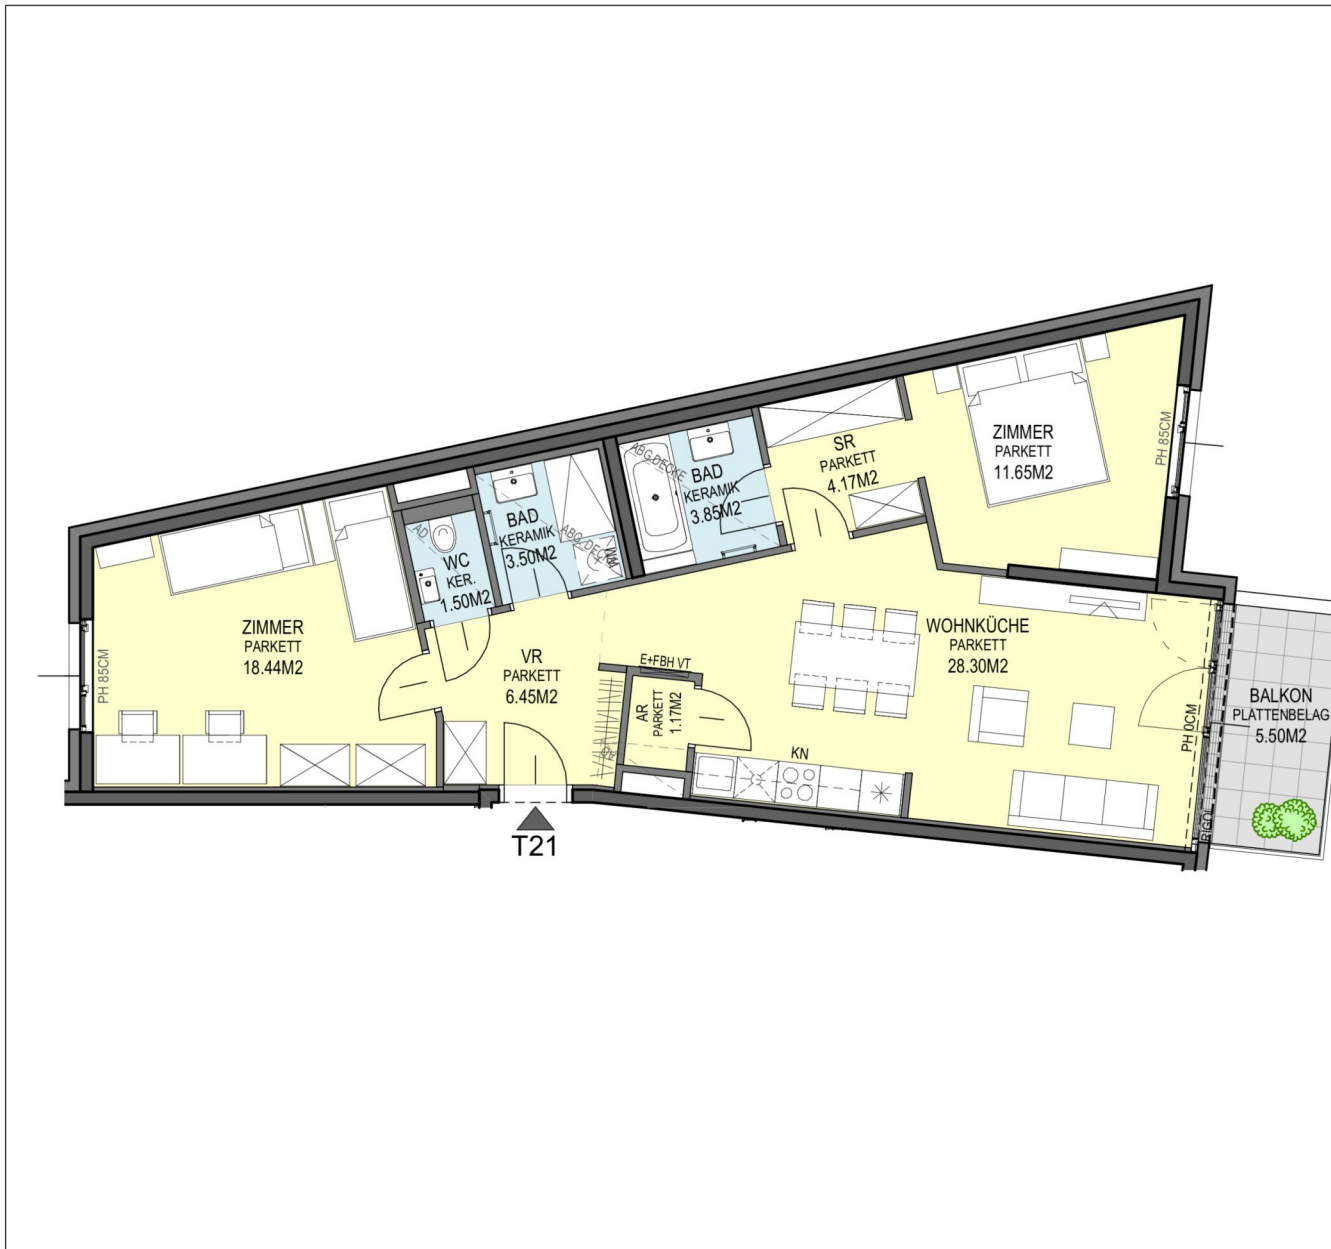 ZIMMER
PARKETT
11.65M2
PH 85CM
SR
PARKETT
4.17M2
ABG.DECKE
BAD
KERAMIK
3.85M2
BAD
KERAMIK
3.50M2
ABG.DECKE
WM
AD
WC
KER.
1.50M2
ZIMMER
PARKETT
18.44M2
PH 85CM
VR
PARKETT
6.45M2
E+FBH VT
AR
PARKETT
1.17M2
AD
WOHNKÜCHE
PARKETT
28.30M2
KN
PH 0CM
RIGOL
BALKON
PLATTENBELAG
5.50M2
T21